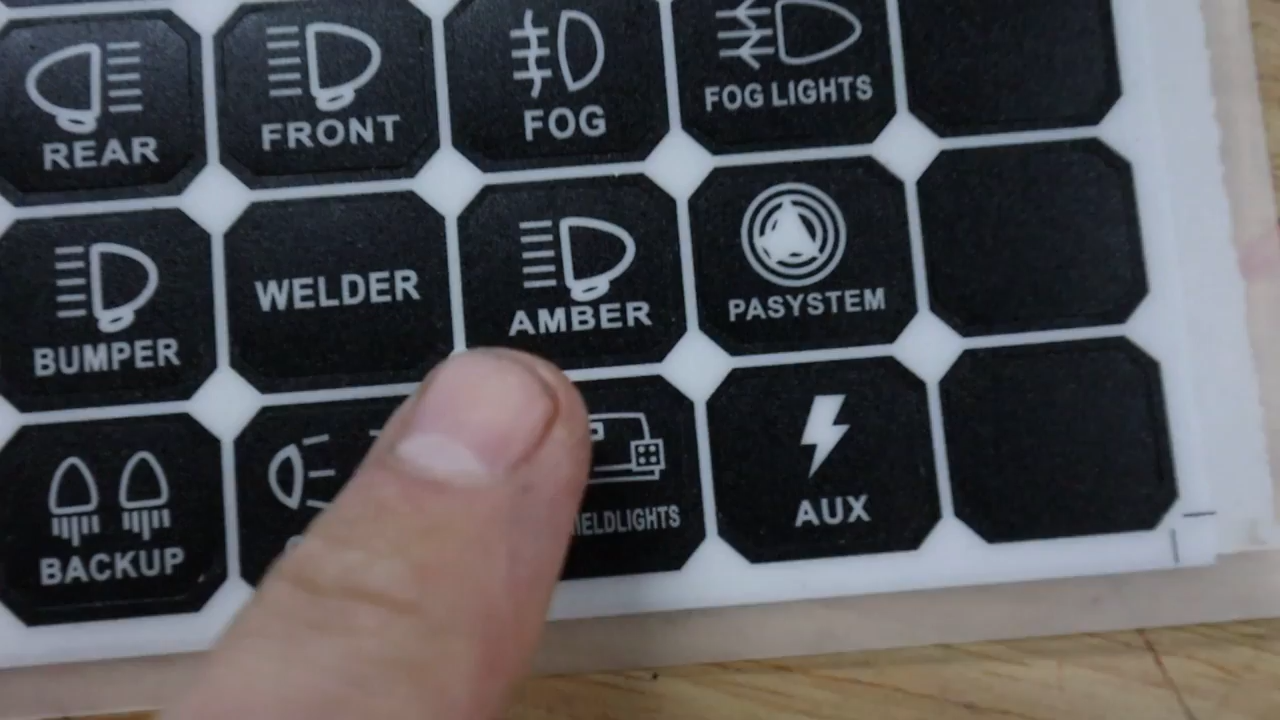 REAR
FRONT
FOG
FOG LIGHTS
BUMPER
WELDER
AMBER
PASYSTEM
BACKUP
AUX